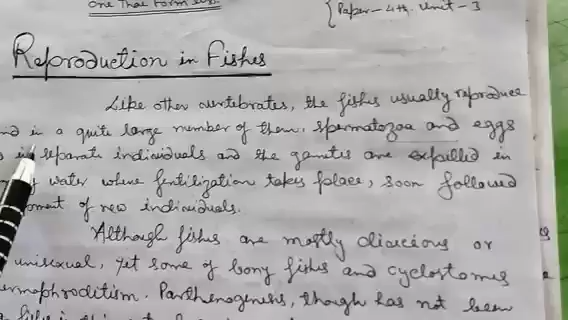 One That Form
{Paper-4th. Unit-3
Reproduction in Fishes
Like other vertebrates, the fishes usually reproduce
in a quite large number of them. spermatozoa and eggs
in separate individuals and the gametes are expelled in
water where fertilization takes place, soon followed
of new individuals.
Although fishes are mostly dioecious or
unisexual, yet some of bony fishes and cyclostomes
Parthenogenesis, though has not been